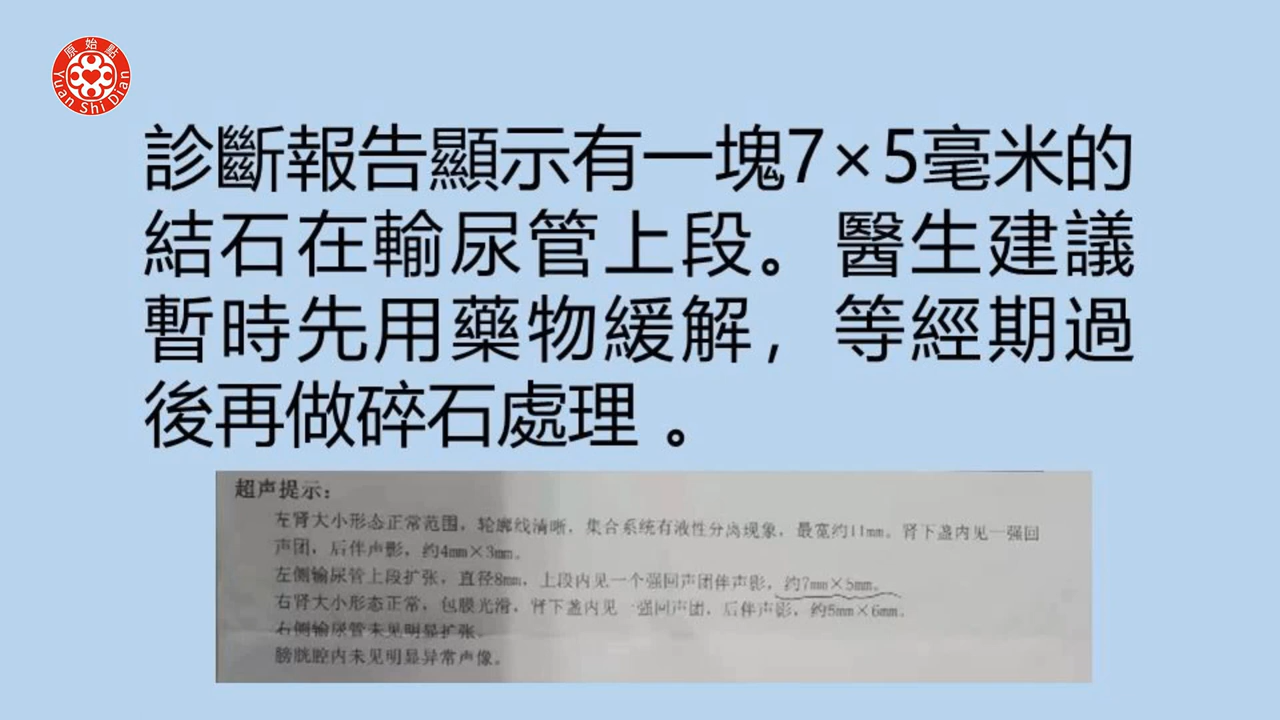 原始點
Yuan Shi Dian
診斷報告顯示有一塊7×5毫米的
結石在輸尿管上段。醫生建議
暫時先用藥物緩解，等經期過
後再做碎石處理。
超声提示：
左肾大小形态正常范围，轮廓线清晰，集合系统有液性分离现象，最宽约11mm。肾下盏内见一强回
声团，后伴声影，约4mm×3mm。
左侧输尿管上段扩张，直径8mm，上段内见一个强回声团伴声影，约7mm×5mm。
右肾大小形态正常，包膜光滑，肾下盏内见一强回声团，后伴声影，约5mm×6mm。
右侧输尿管未见明显扩张。
膀胱腔内未见明显异常声像。